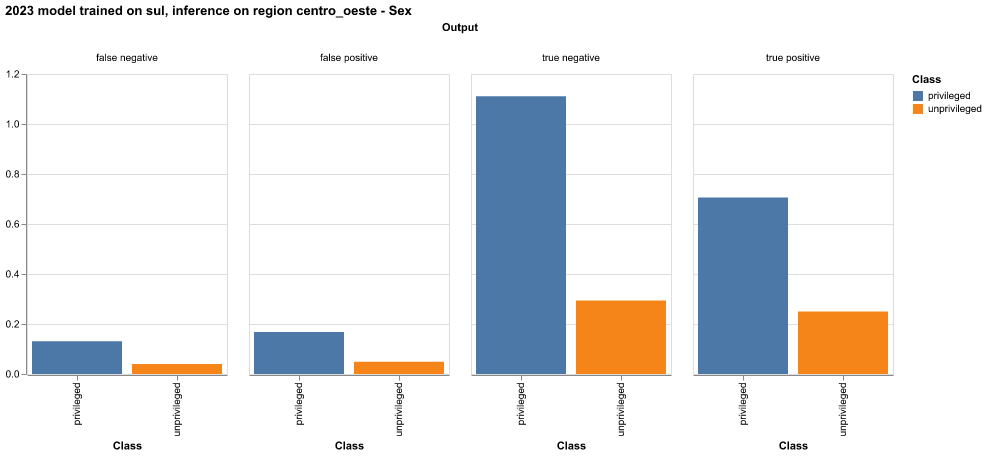 2023 model trained on sul, inference on region centro_oeste - Sex
Output
false negative
false positive
true negative
true positive
1.2
1.0
0.8
0.6
0.4
0.2
0.0
privileged
unprivileged
privileged
unprivileged
privileged
unprivileged
privileged
unprivileged
Class
Class
Class
Class
Class
privileged
unprivileged